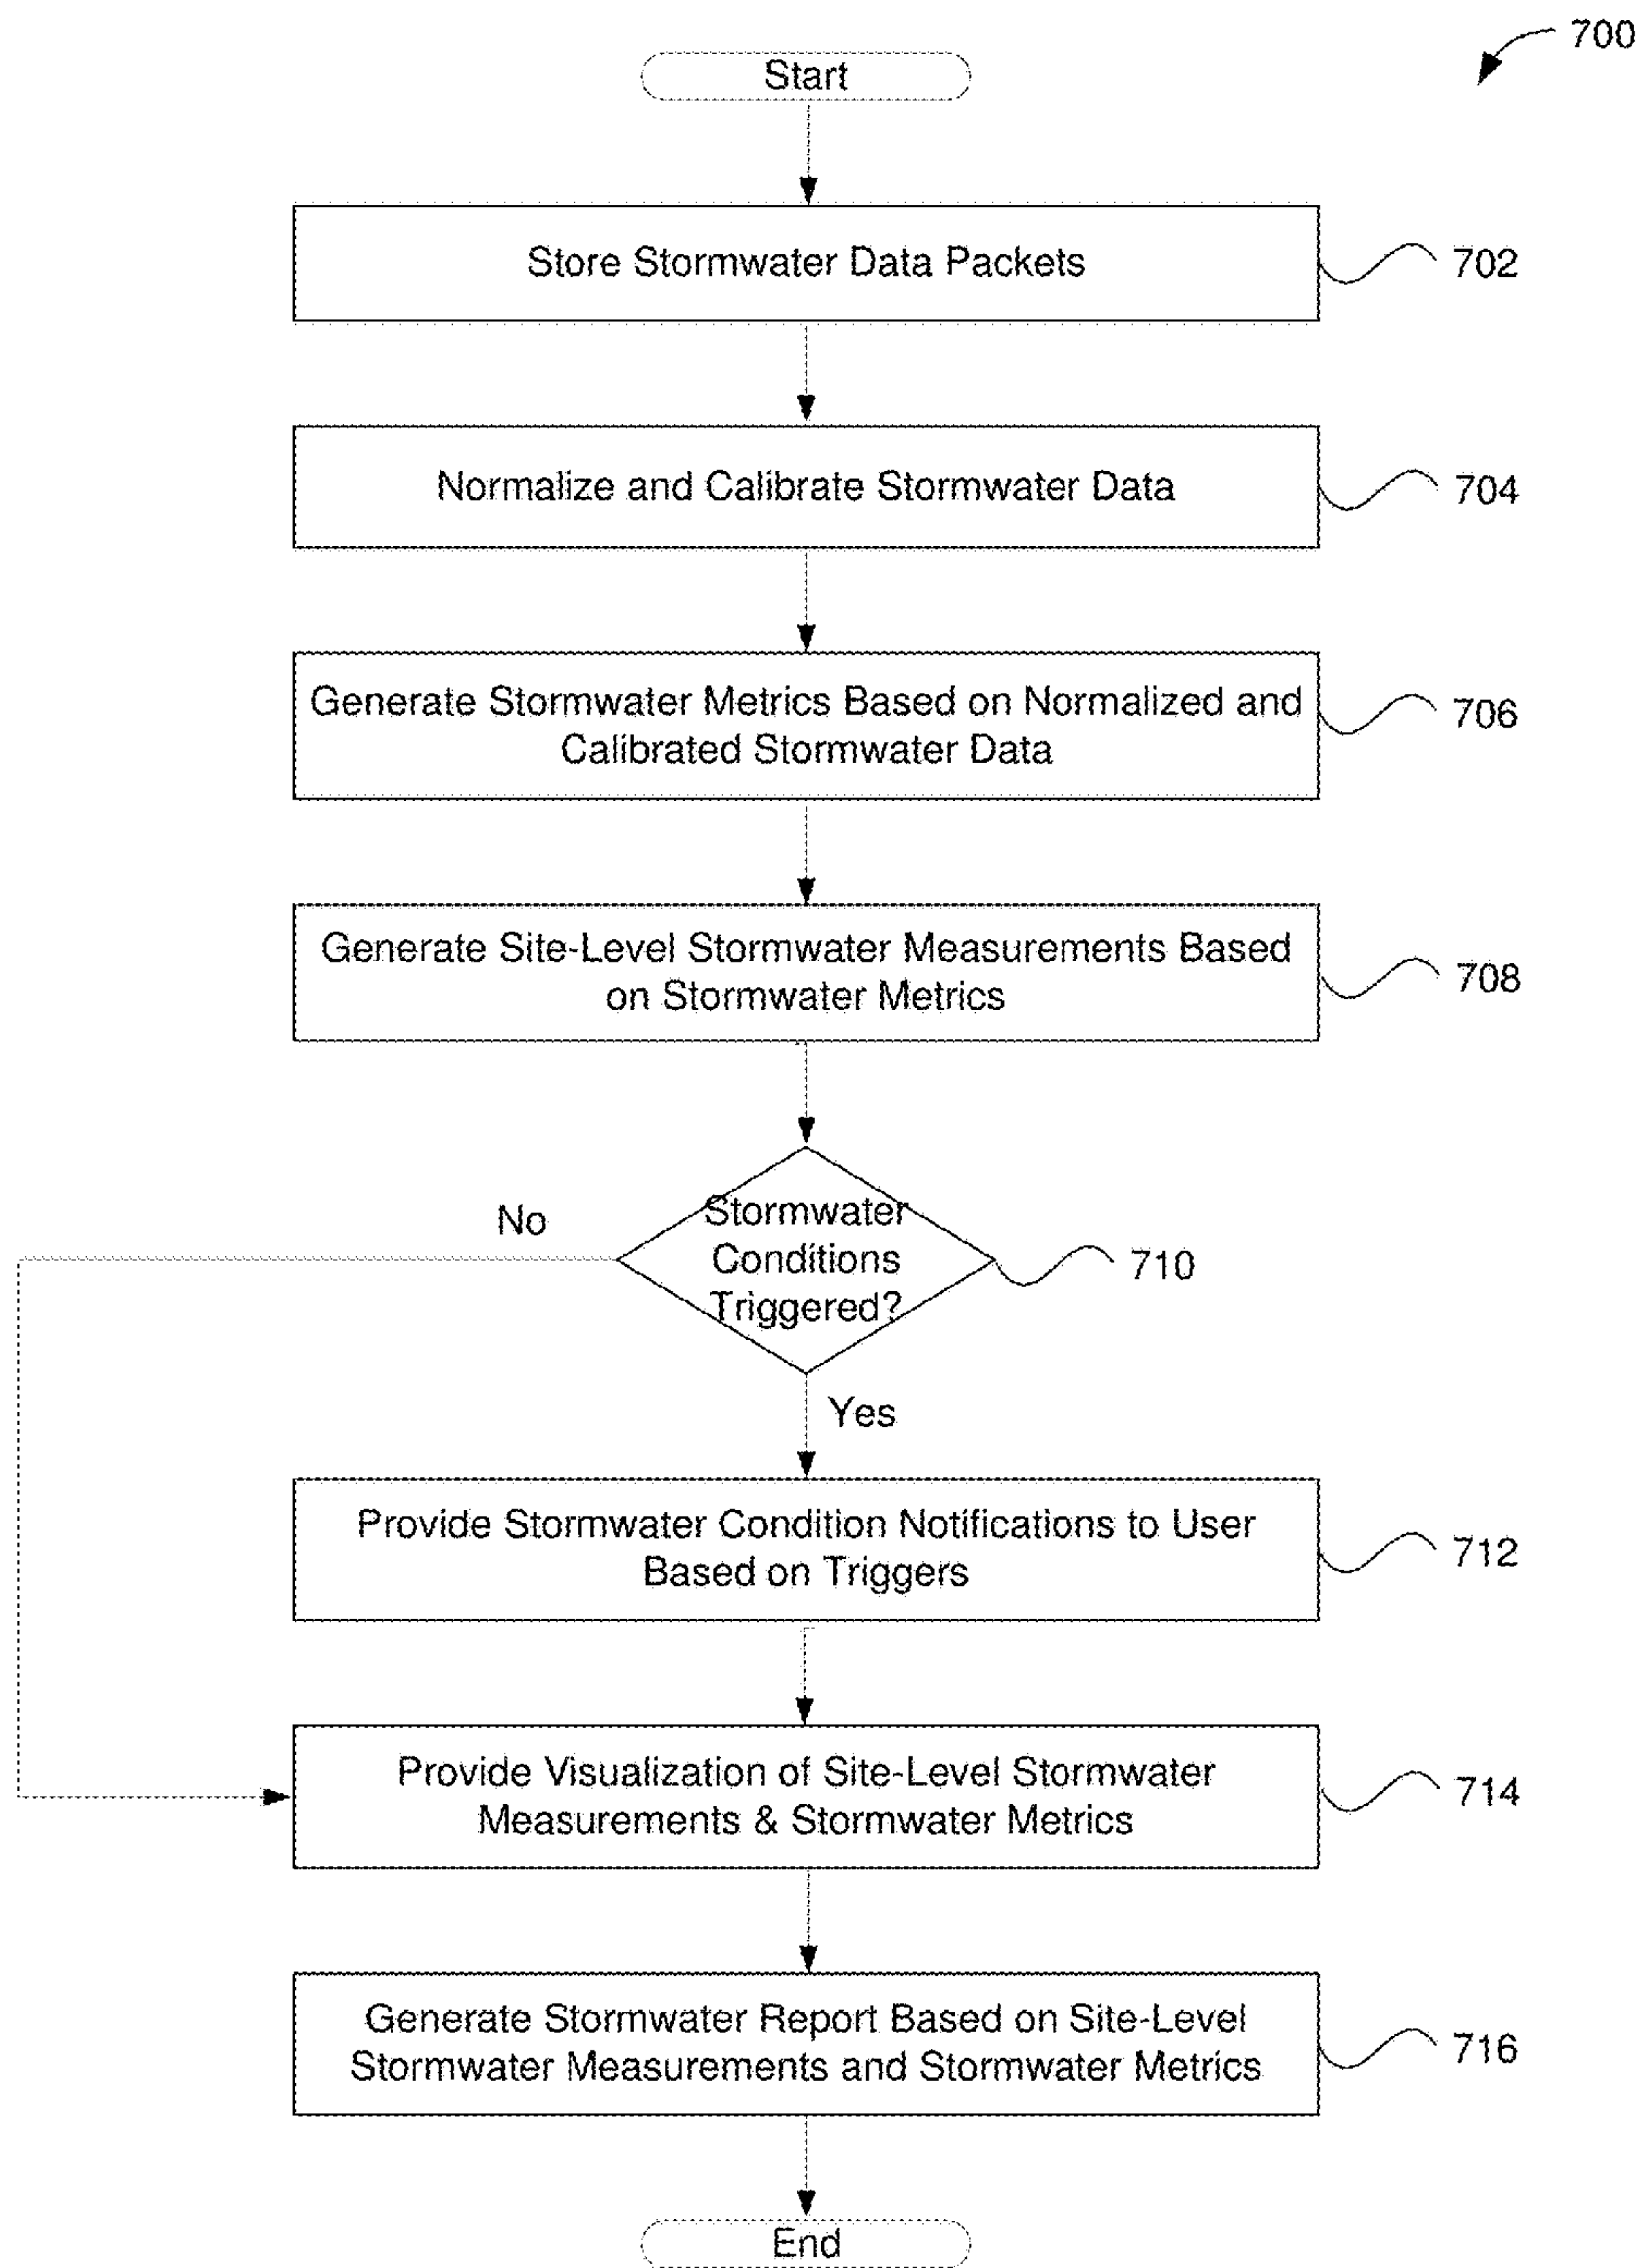 700
Start
Store Stormwater Data Packets
702
Normalize and Calibrate Stormwater Data
704
Generate Stormwater Metrics Based on Normalized and
Calibrated Stormwater Data
706
Generate Site-Level Stormwater Measurements Based
on Stormwater Metrics
708
Stormwater
Conditions
Triggered?
710
No
Yes
Provide Stormwater Condition Notifications to User
Based on Triggers
712
Provide Visualization of Site-Level Stormwater
Measurements & Stormwater Metrics
714
Generate Stormwater Report Based on Site-Level
Stormwater Measurements and Stormwater Metrics
716
End